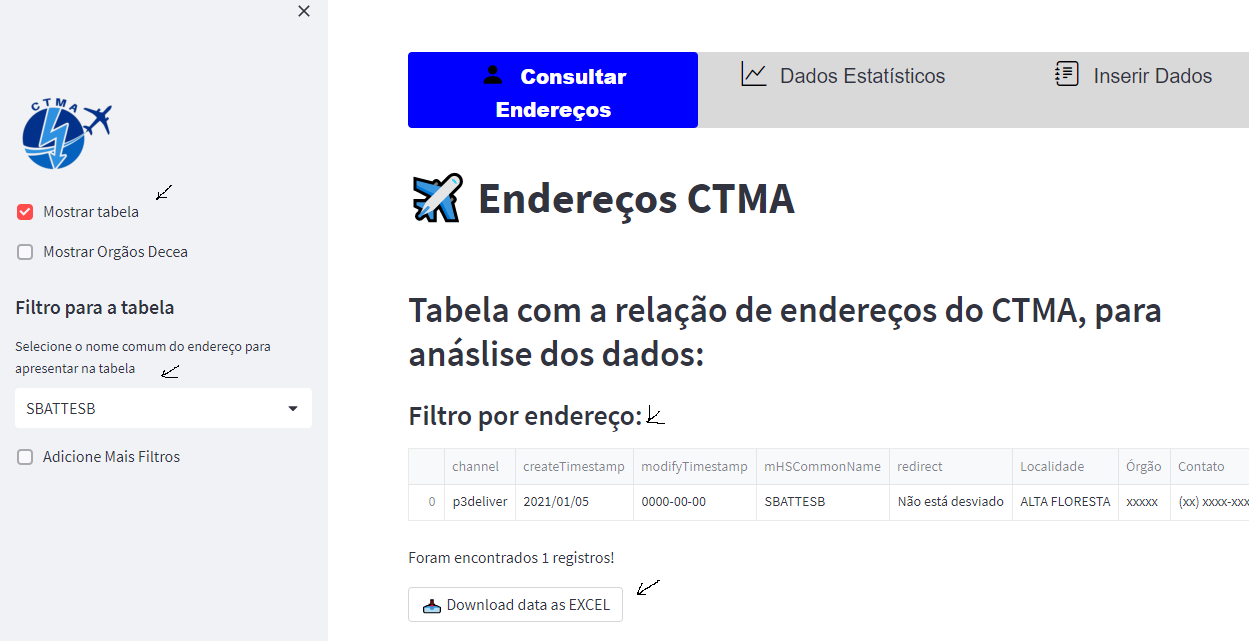 CTMA
Mostrar tabela
Mostrar Orgãos Decea
Filtro para a tabela
Selecione o nome comum do endereço para
apresentar na tabela
SBATTESB
Adicione Mais Filtros
Consultar
Endereços
Dados Estatísticos
Inserir Dados
Endereços CTMA
Tabela com a relação de endereços do CTMA, para
anáslise dos dados:
Filtro por endereço:
channel createTimestamp modifyTimestamp mHSCommonName redirect Localidade Órgão Contato
0 p3deliver 2021/01/05 0000-00-00 SBATTESB Não está desviado ALTA FLORESTA xxxxx (xx) xxxx-xxx
Foram encontrados 1 registros!
Download data as EXCEL